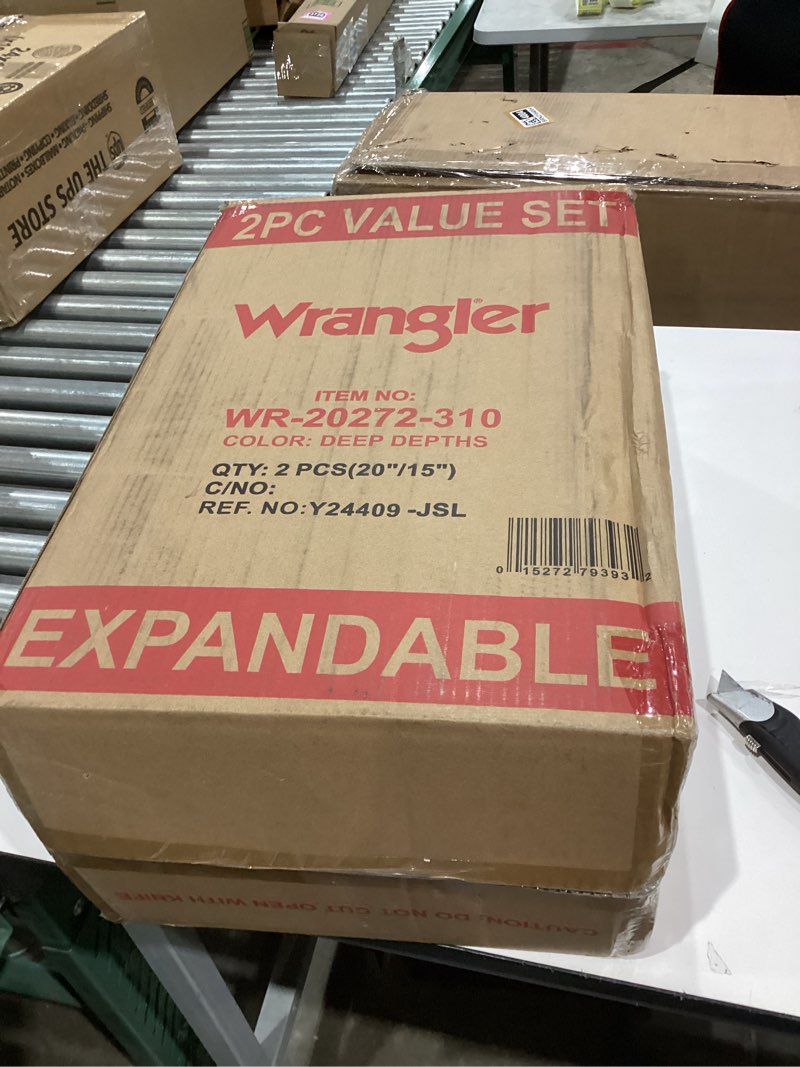 2PC VALUE SET
Wrangler®
ITEM NO:
WR-20272-310
COLOR: DEEP DEPTHS
QTY: 2 PCS(20"/15")
C/NO:
REF. NO:Y24409 -JSL
0 15272 79393 2
EXPANDABLE
CAUTION: DO NOT CUT OPEN WITH KNIFE
THE UPS STORE
ups